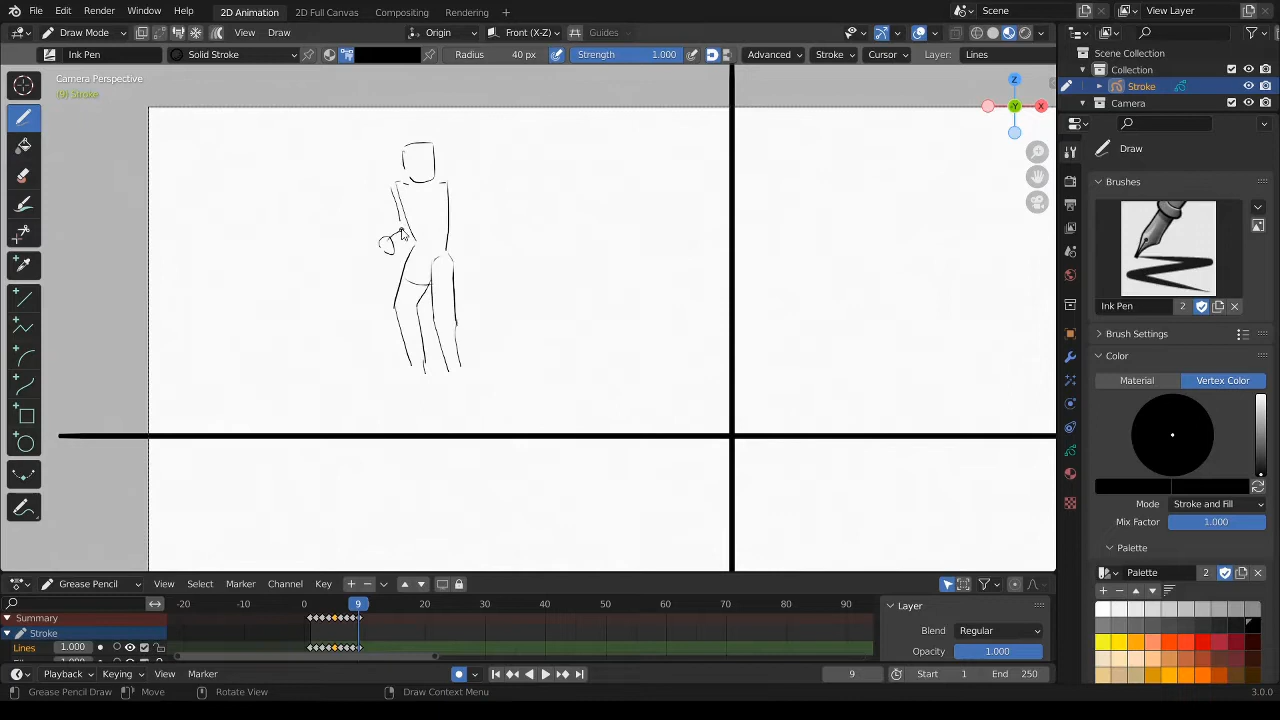 File Edit Render Window Help 2D Animation 2D Full Canvas Compositing Rendering + Scene View Layer
Draw Mode View Draw Origin Front (X-Z) Guides
Ink Pen Solid Stroke Radius 40 px Strength 1.000 Advanced Stroke Cursor Layer: Lines
Scene Collection
Collection
Stroke
Camera
Camera Perspective
(9) Stroke
Z
Y
X
Draw
Brushes
Ink Pen 2
Brush Settings
Color
Material Vertex Color
Mode Stroke and Fill
Mix Factor 1.000
Palette
Palette 2
Grease Pencil View Select Marker Channel Key
-20 -10 0 9 20 30 40 50 60 70 80 90
Summary
Stroke
Lines 1.000
Layer
Blend Regular
Opacity 1.000
Playback Keying View Marker 9 Start 1 End 250
Grease Pencil Draw Move Rotate View Draw Context Menu 3.0.0